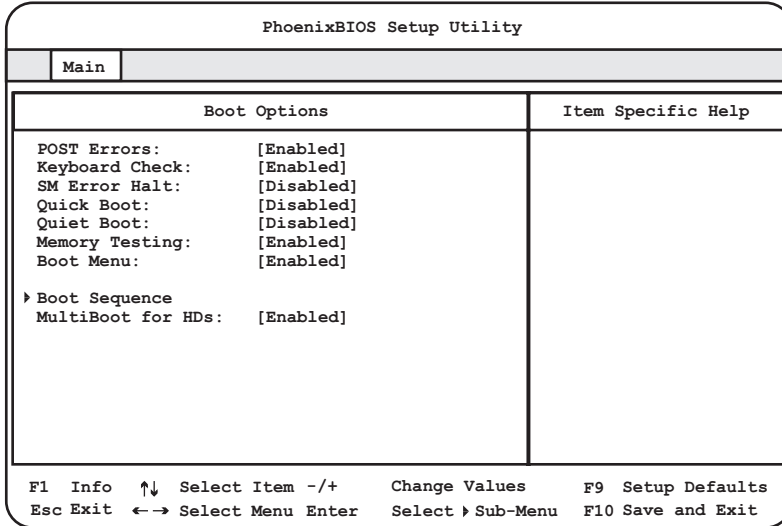 PhoenixBIOS Setup Utility
Main
Boot Options
Item Specific Help
POST Errors: [Enabled]
Keyboard Check: [Enabled]
SM Error Halt: [Disabled]
Quick Boot: [Disabled]
Quiet Boot: [Disabled]
Memory Testing: [Enabled]
Boot Menu: [Enabled]
Boot Sequence
MultiBoot for HDs: [Enabled]
F1 Info ↑↓ Select Item -/+ Change Values F9 Setup Defaults
Esc Exit ←→ Select Menu Enter Select ▶ Sub-Menu F10 Save and Exit